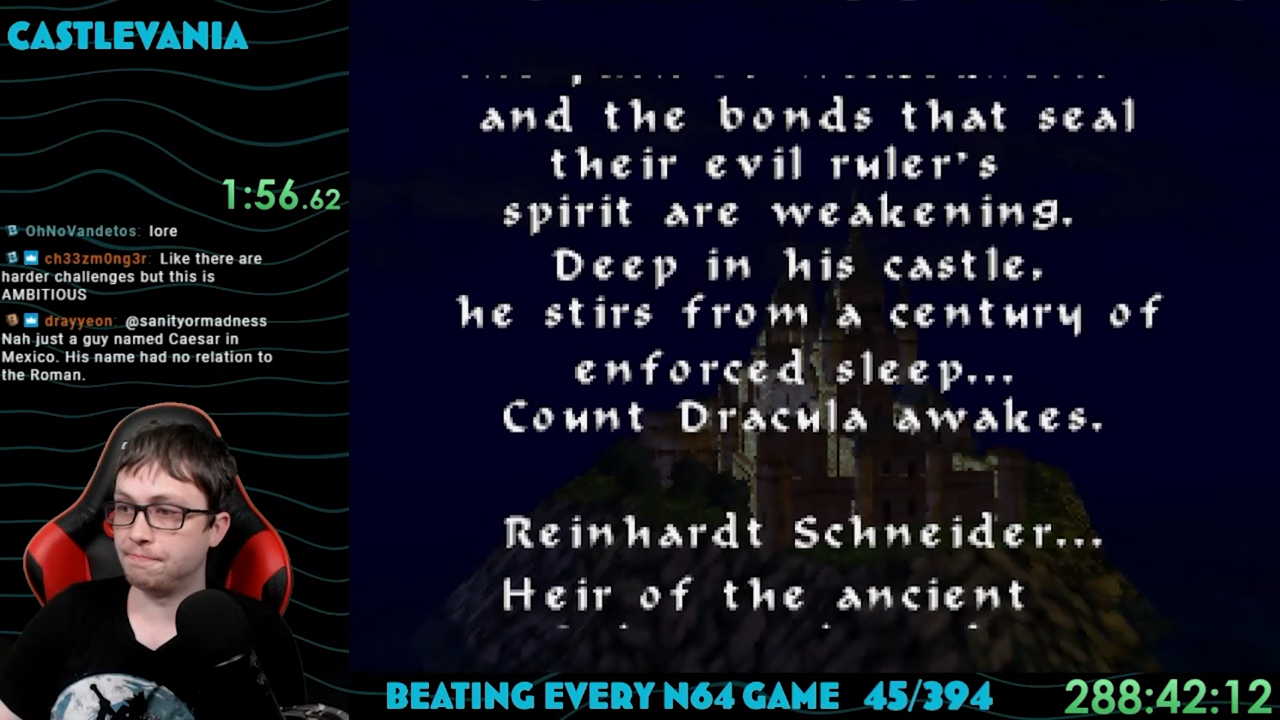 CASTLEVANIA
1:56.62
OhNoVandetos: lore
ch33zm0ng3r: Like there are
harder challenges but this is
AMBITIOUS
drayyeon: @sanityormadness
Nah just a guy named Caesar in
Mexico. His name had no relation to
the Roman.
and the bonds that seal
their evil ruler's
spirit are weakening.
Deep in his castle,
he stirs from a century of
enforced sleep...
Count Dracula awakes.
Reinhardt Schneider...
Heir of the ancient
BEATING EVERY N64 GAME 45/394
288:42:12